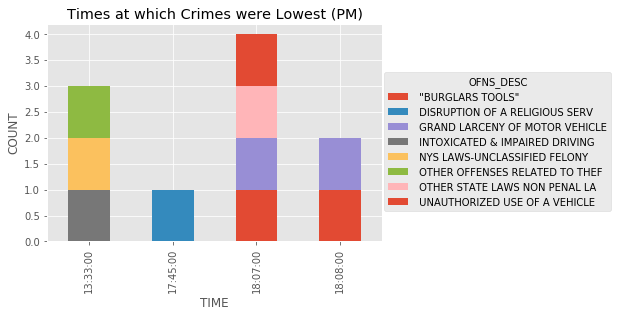 Times at which Crimes were Lowest (PM)
4.0
3.5
3.0
2.5
2.0
1.5
1.0
0.5
0.0
COUNT
13:33:00
17:45:00
18:07:00
18:08:00
TIME
OFNS_DESC
"BURGLARS TOOLS"
DISRUPTION OF A RELIGIOUS SERV
GRAND LARCENY OF MOTOR VEHICLE
INTOXICATED & IMPAIRED DRIVING
NYS LAWS-UNCLASSIFIED FELONY
OTHER OFFENSES RELATED TO THEF
OTHER STATE LAWS NON PENAL LA
UNAUTHORIZED USE OF A VEHICLE